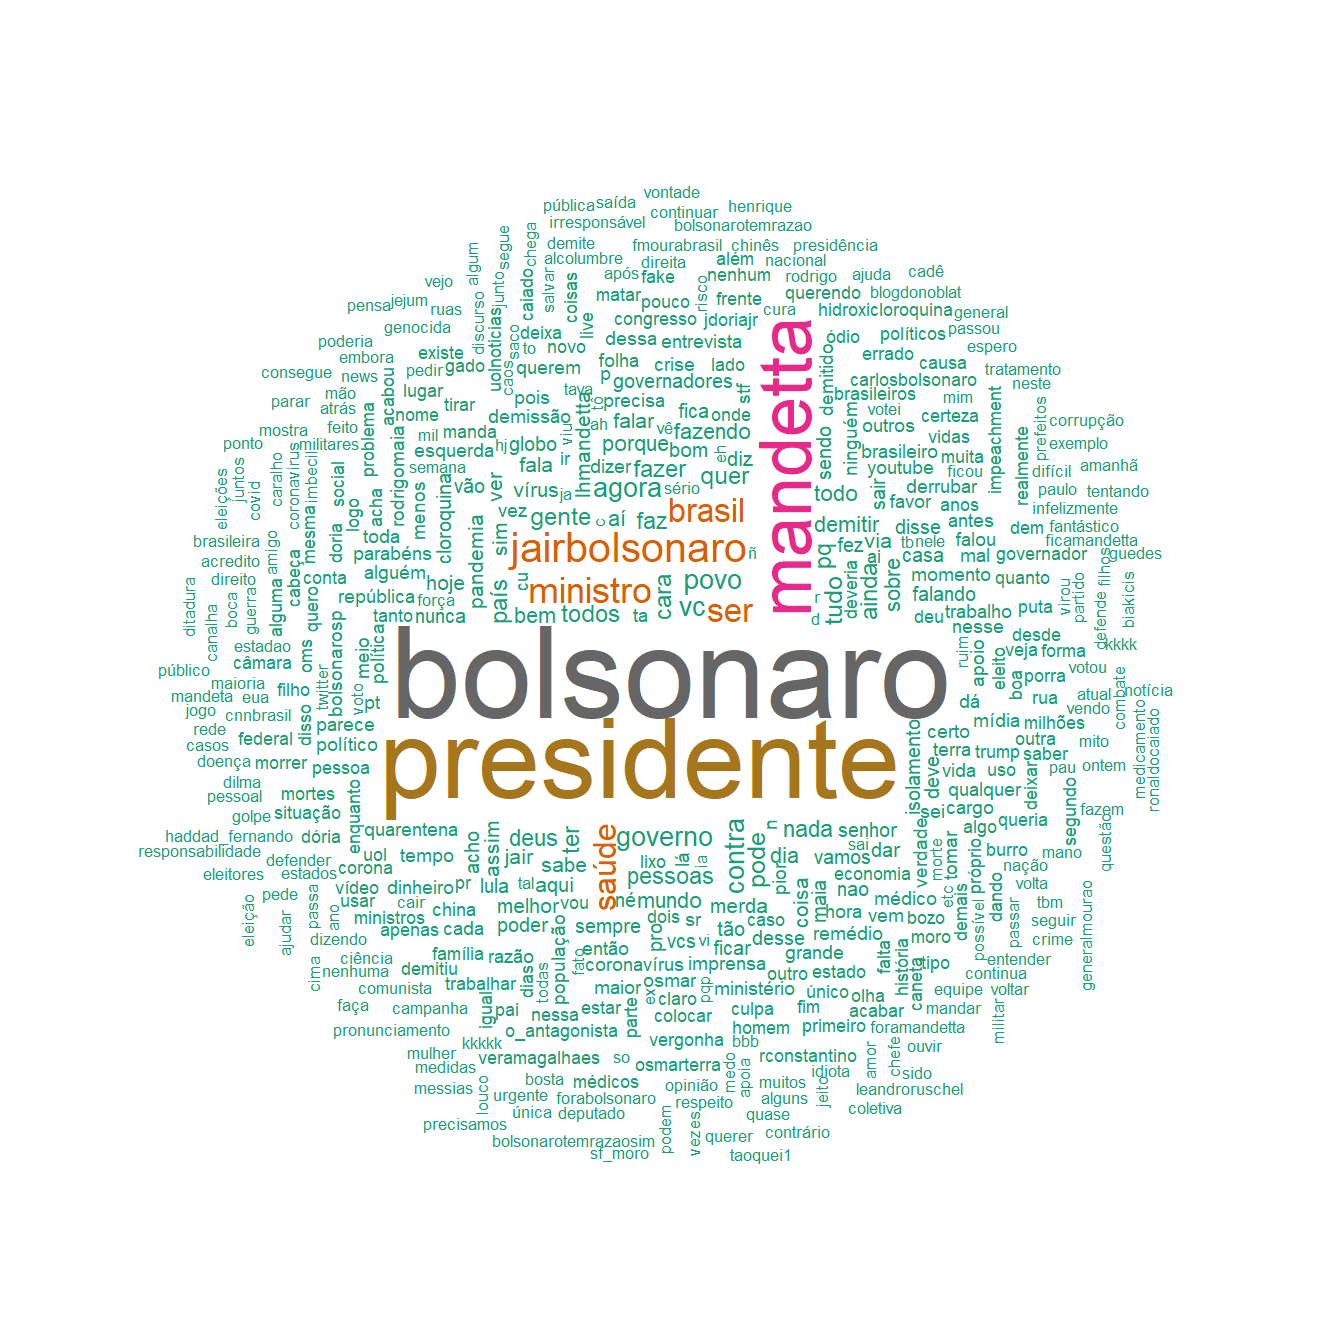 vontade
pública
saída
continuar
henrique
irresponsável
bolsonarotemrazao
demite
fmourabrasil
chinês
presidência
alcolumbre
direita
além
nacional
após
fake
nenhum
rodrigo
ajuda
cadê
vejo
algum
segue
chega
junto
salvar
caiado
coisas
matar
pouco
risco
frente
querendo
blogdonoblat
pensa
jejum
ruas
discurso
uolnoticias
saco
live
congresso
jdoriajr
cura
hidroxicloroquina
general
genocida
deixa
dessa
entrevista
ódio
políticos
passou
poderia
to
novo
espero
embora
existe
folha
crise
lado
errado
causa
consegue
news
pedir
gado
caos
querem
p
governadores
stf
demitido
carlosbolsonaro
tratamento
parar
mão
acabou
lugar
tirar
pois
tava
precisa
fica
onde
brasileiros
mim
neste
atrás
nome
demissão
viu
to
ah
falar
vê
fazendo
votei
certeza
impeachment
prefeitos
corrupção
mostra
feito
rodrigomaia
mil
manda
hj
globo
lhmandetta
porque
bom
eh
diz
mandetta
sendo
ninguém
outros
vidas
realmente
exemplo
ponto
militares
problema
esquerda
fala
ir
dizer
fazer
brasileiro
muita
semana
vão
ver
vírus
ja
agora
sério
quer
youtube
ficou
difícil
amanhã
eleições
juntos
covid
caralho
coronavirus
imbecil
social
acha
menos
cloroquina
todo
sair
derrubar
paulo
tentando
logo
toda
vez
gente
c
aí
faz
brasil
favor
anos
infelizmente
brasileira
amigo
mesma
doria
parabéns
pandemia
sim
jairbolsonaro
ñ
demitir
disse
antes
dem
fantástico
pq
fez
via
tb
nele
falou
ficamandetta
acredito
cabeça
conta
alguém
hoje
país
cu
ministro
cara
povo
ai
casa
mal
governador
guedes
direito
quero
república
força
vc
ser
tudo
deveria
ainda
sobre
momento
quanto
virou
partido
filhos
biakicis
ditadura
canalha
boca
guerra
alguma
tanto
nunca
bem
todos
ta
r
d
falando
deu
trabalho
puta
defende
estadao
oms
bolsonarosp
política
bolsonaro
nesse
desde
kkkk
público
câmara
meio
ruim
apoio
eleito
veja
forma
maioria
twitter
voto
votou
mandeta
eua
filho
disso
pt
boa
porra
rua
atual
notícia
jogo
cnnbrasil
dá
vendo
combate
rede
parece
presidente
mídia
milhões
casos
federal
político
certo
outra
mito
medicamento
ronaldocaiado
doença
morrer
pessoa
isolamento
terra
trump
saber
ontem
dilma
deve
vida
uso
pau
pessoal
mortes
enquanto
qualquer
deixar
golpe
situação
sei
cargo
queria
segundo
fazem
haddad_fernando
dória
quarentena
deus
ter
saúde
governo
contra
pode
n
nada
senhor
algo
questão
responsabilidade
uol
tempo
acho
assim
jair
lixo
lá
ia
dia
sai
vamos
dar
verdade
morte
tomar
burro
mano
defender
corona
sabe
pessoas
pior
economia
próprio
nação
eleitores
estados
vídeo
dinheiro
pr
lula
tal
aqui
coisa
nao
médico
etc
demais
dando
volta
pede
passa
ano
usar
cair
china
melhor
vou
né
mundo
merda
maia
hora
vem
bozo
possível
passar
tbm
eleição
ajudar
ministros
apenas
cada
poder
população
sempre
pro
dois
sr
tão
caso
moro
seguir
dizendo
vcs
vi
ficar
desse
remédio
falta
história
crime
cima
ciência
família
razão
então
fato
grande
tipo
entender
generalmourao
nenhuma
demitiu
dias
todas
coronavírus
imprensa
outro
estado
caneta
continua
comunista
trabalhar
maior
ex
osmar
pqp
ministério
único
olha
equipe
voltar
faça
campanha
igual
pai
nessa
estar
parte
claro
culpa
fim
acabar
mandar
militar
colocar
pronunciamento
o_antagonista
homem
primeiro
foramandetta
kkkkk
vergonha
bbb
ouvir
mulher
veramagalhaes
so
rconstantino
amor
chefe
medidas
osmarterra
medo
apoia
idiota
sido
messias
louco
bosta
médicos
opinião
muitos
jeito
leandroruschel
urgente
forabolsonaro
respeito
alguns
coletiva
precisamos
única
deputado
quase
bolsonarotemrazaosim
podem
vezes
querer
contrário
sf_moro
taoquei1